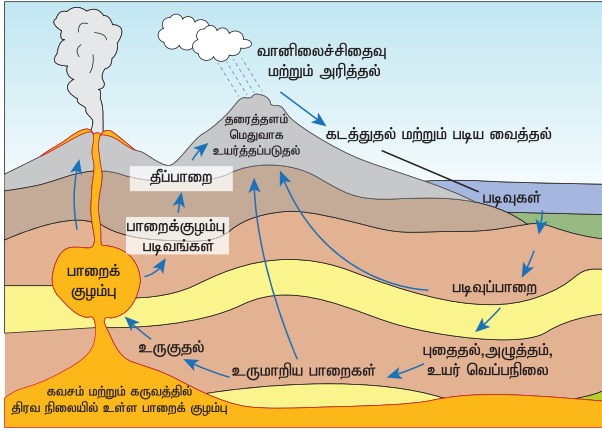 வானிலைச்சிதைவு
மற்றும் அரித்தல்
தரைத்தளம்
மெதுவாக
உயர்த்தப்படுதல்
கடத்துதல் மற்றும் படிய வைத்தல்
தீப்பாறை
படிவுகள்
பாறைக்குழம்பு
படிவங்கள்
பாறைக்
குழம்பு
படிவுப்பாறை
உருகுதல்
புதைதல்,அழுத்தம்,
உயர் வெப்பநிலை
உருமாறிய பாறைகள்
கவசம் மற்றும் கருவத்தில்
திரவ நிலையில் உள்ள பாறைக் குழம்பு